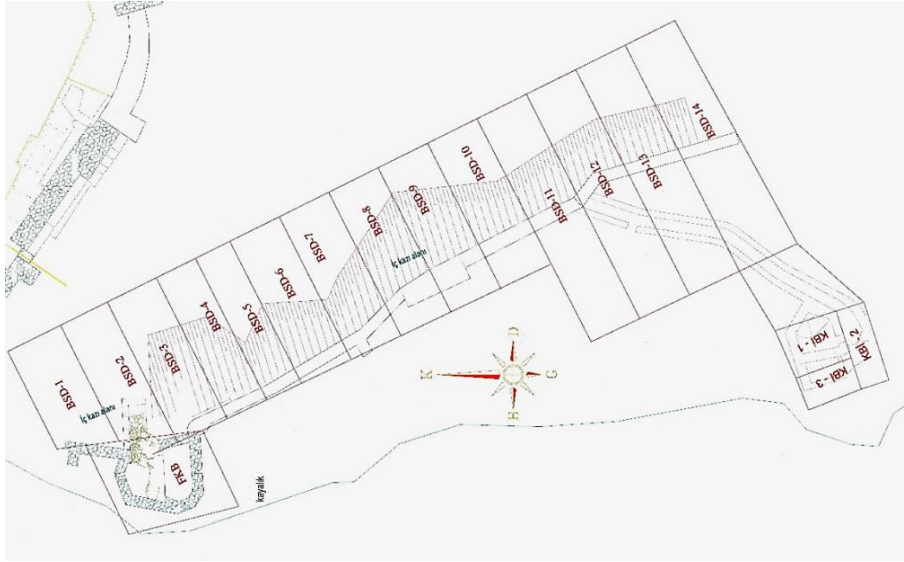 BSD-1
BSD-2
BSD-3
BSD-4
BSD-5
BSD-6
BSD-7
BSD-8
BSD-9
BSD-10
BSD-11
BSD-12
BSD-13
BSD-14
İç kazı alanı
İç kazı alanı
FKB
kayalık
K
D
G
B
KBİ - 1
KBİ - 2
KBİ - 3